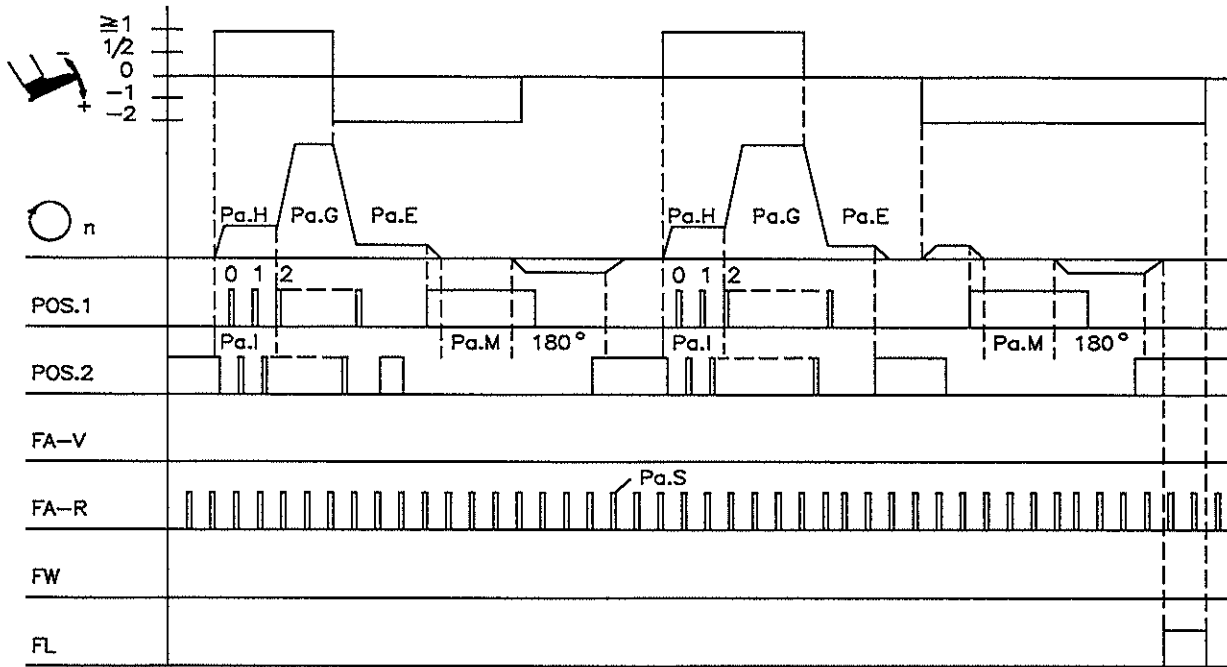 ≥1
1/2
0
-1
-2
− +
n
Pa.H Pa.G Pa.E Pa.H Pa.G Pa.E
0 1 2 0 1 2
POS.1
Pa.I Pa.M 180° Pa.I Pa.M 180°
POS.2
FA-V
Pa.S
FA-R
FW
FL